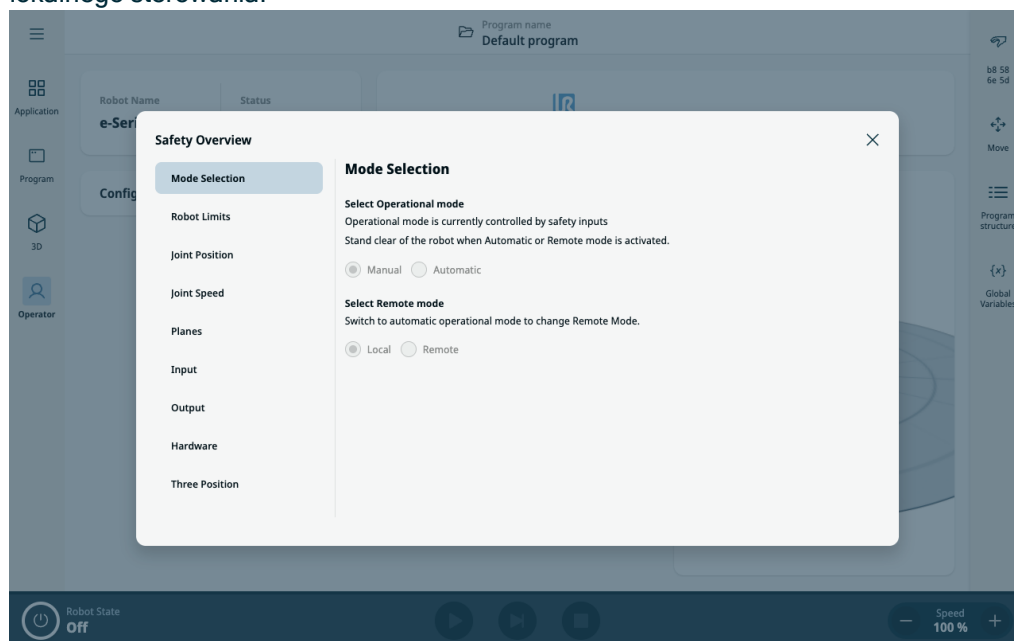 lokalnego sterowania.
Program name
Default program
b8 58
6e 5d
Application
Robot Name
Status
e-Seri
Safety Overview
Mode Selection
Mode Selection
Move
Program
Config
Select Operational mode
Operational mode is currently controlled by safety inputs
Robot Limits
Stand clear of the robot when Automatic or Remote mode is activated.
Program
structure
3D
Joint Position
Manual
Automatic
{x}
Global
Variables
Joint Speed
Select Remote mode
Operator
Switch to automatic operational mode to change Remote Mode.
Planes
Local
Remote
Input
Output
Hardware
Three Position
Robot State
Off
Speed
100 %